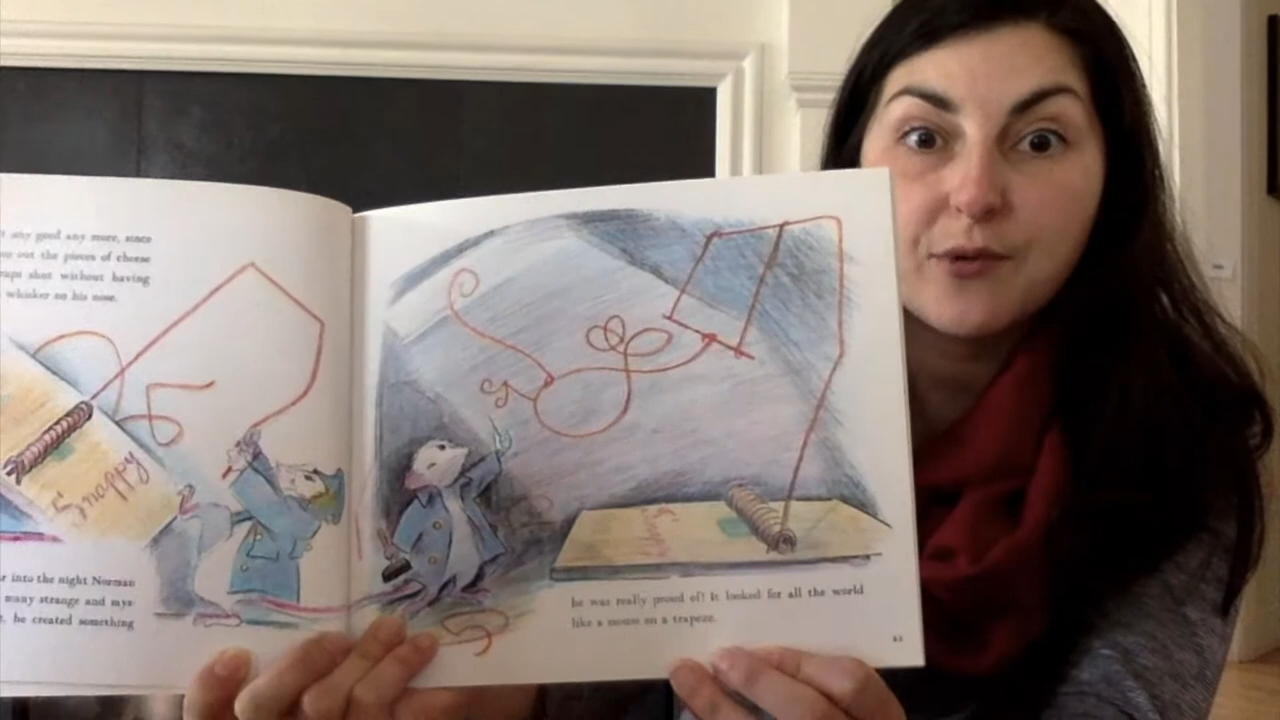 any good any more, since
out the pieces of cheese
shot without having
whisker on his nose.
Snappy
into the night Norman
many strange and mys-
he created something
Snappy
he was really proud of! It looked for all the world
like a mouse on a trapeze.